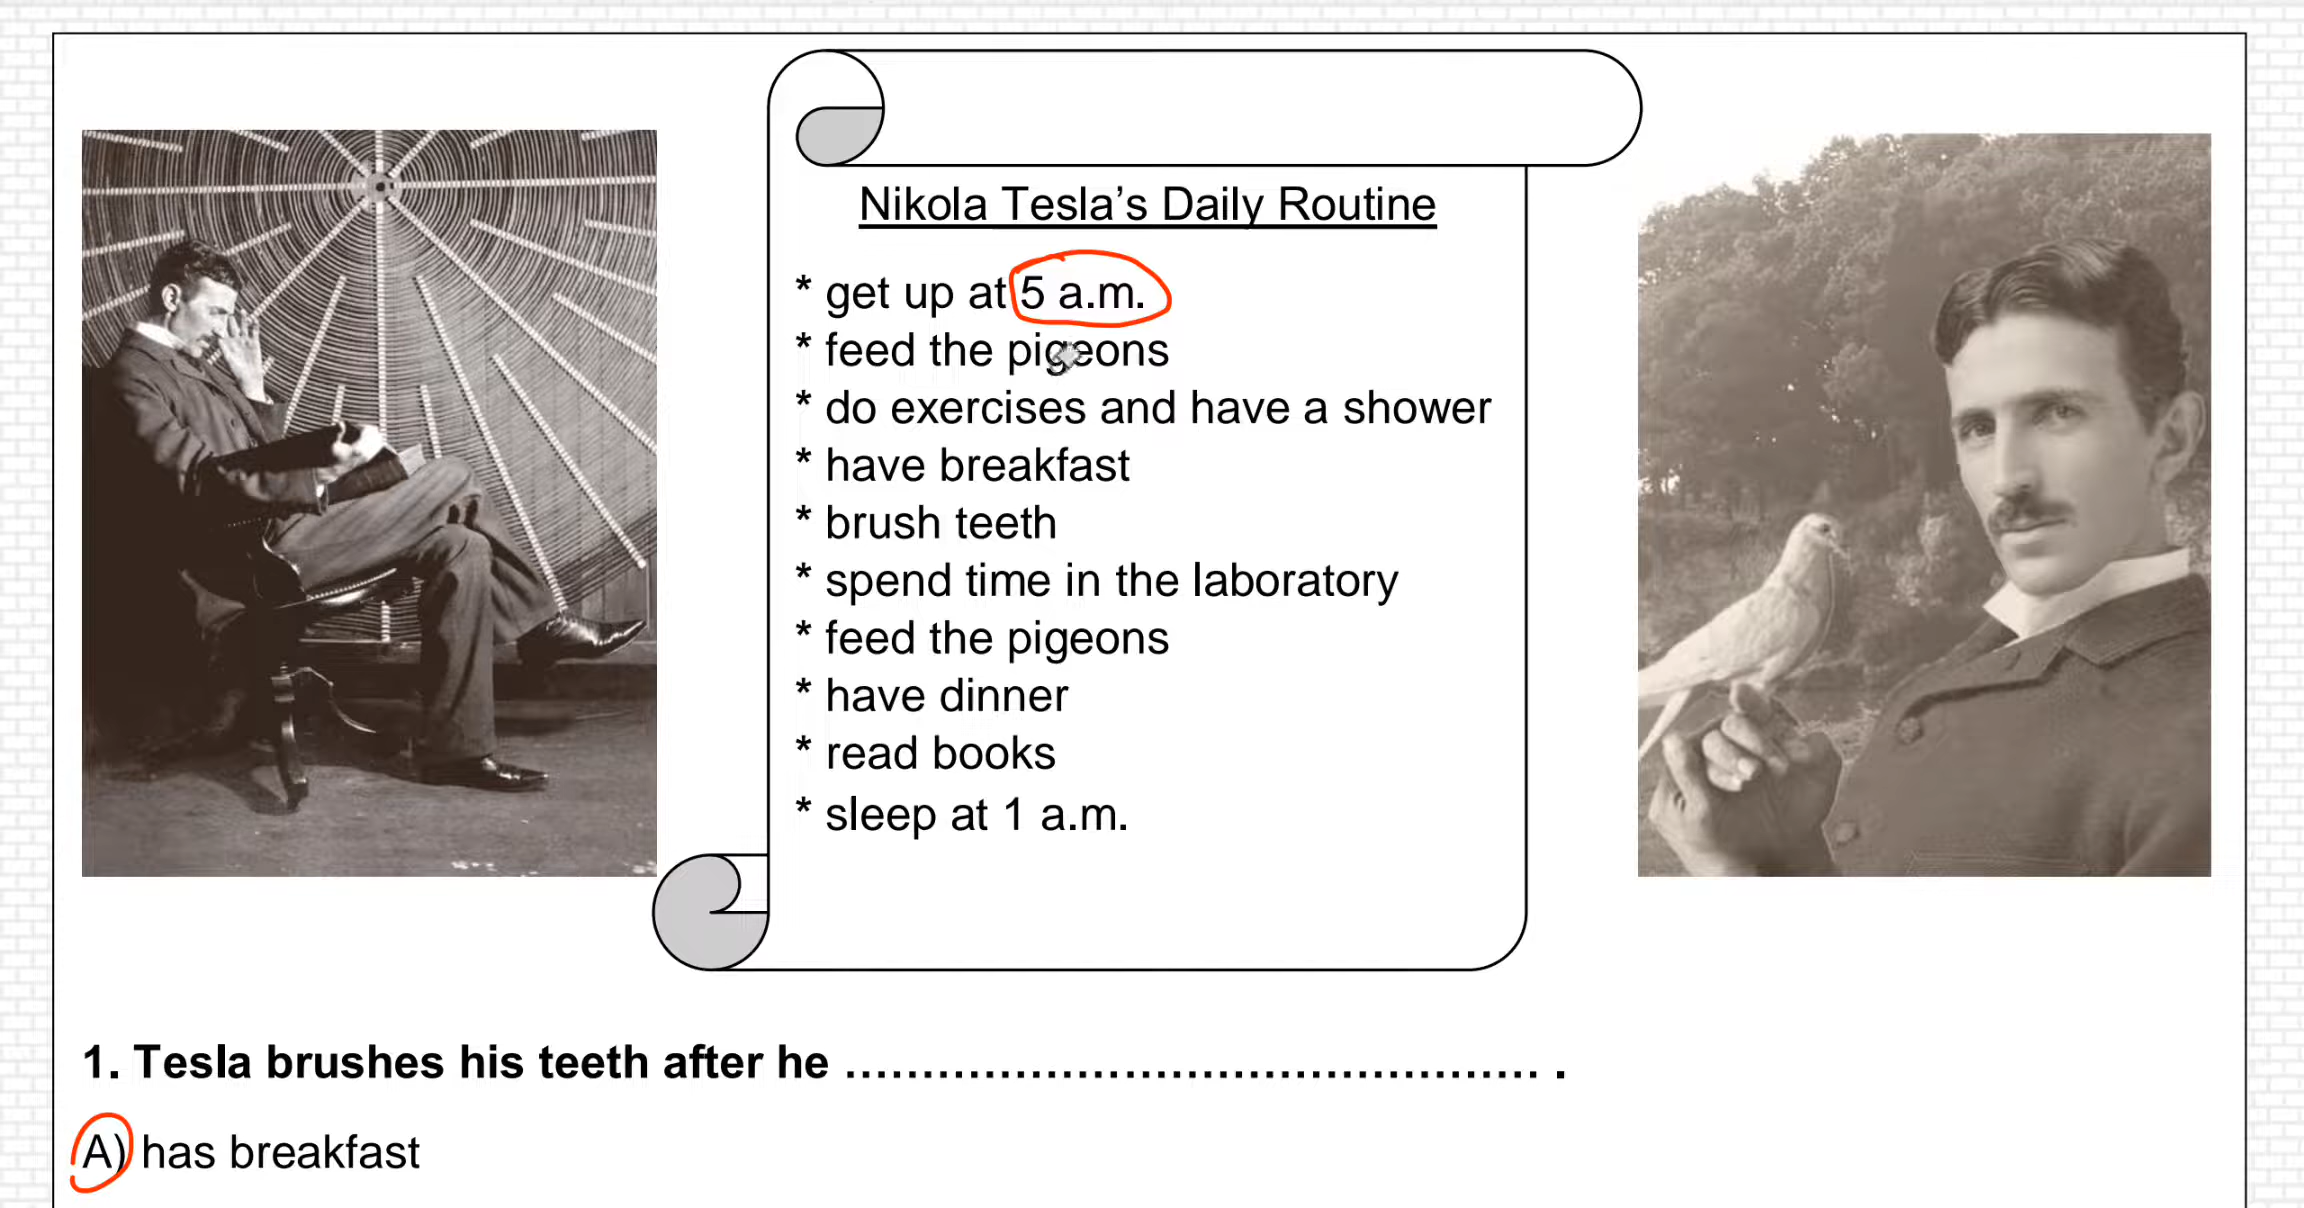 Nikola Tesla’s Daily Routine
* get up at 5 a.m.
* feed the pigeons
* do exercises and have a shower
* have breakfast
* brush teeth
* spend time in the laboratory
* feed the pigeons
* have dinner
* read books
* sleep at 1 a.m.
1. Tesla brushes his teeth after he ............................................. .
A) has breakfast